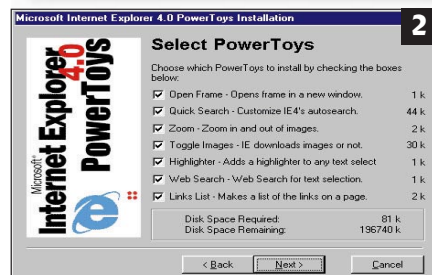 Microsoft Internet Explorer 4.0 PowerToys Installation
2
Microsoft®
Internet Explorer
4.0
PowerToys
Select PowerToys
Choose which PowerToys to install by checking the boxes
below:
Open Frame - Opens frame in a new window. 1 k
Quick Search - Customize IE4's autosearch. 44 k
Zoom - Zoom in and out of images. 2 k
Toggle Images - IE downloads images or not. 30 k
Highlighter - Adds a highlighter to any text select 1 k
Web Search - Web Search for text selection. 1 k
Links List - Makes a list of the links on a page. 2 k
Disk Space Required: 81 k
Disk Space Remaining: 196740 k
< Back Next > Cancel